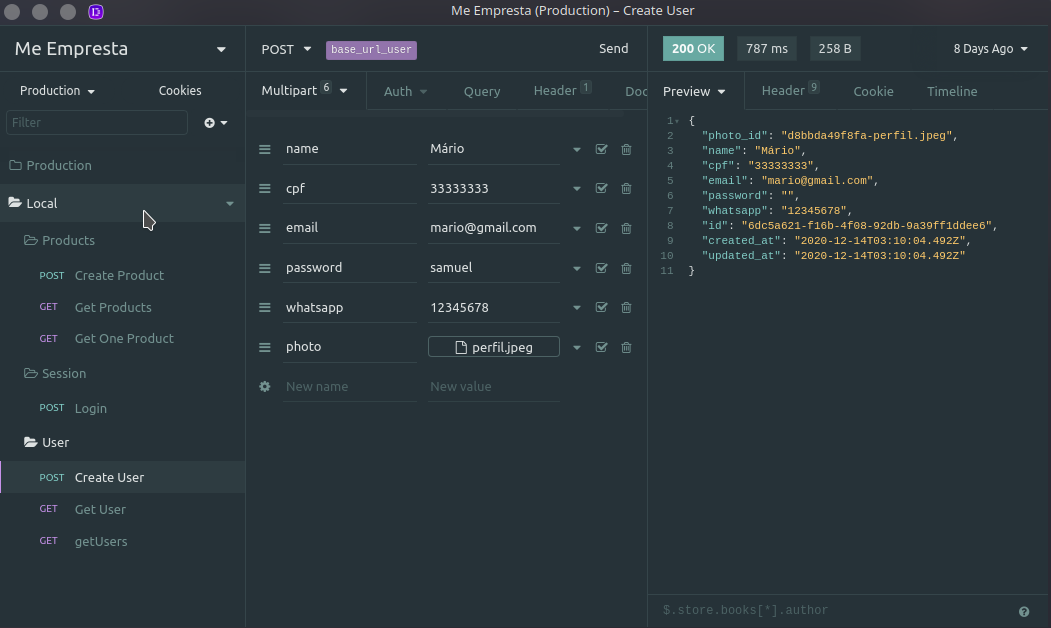 Me Empresta (Production) – Create User
Me Empresta
Production
Cookies
Filter
Production
Local
Products
POST Create Product
GET Get Products
GET Get One Product
Session
POST Login
User
POST Create User
GET Get User
GET getUsers
POST base_url_user Send
Multipart 6 Auth Query Header 1 Doc
name Mário
cpf 33333333
email mario@gmail.com
password samuel
whatsapp 12345678
photo perfil.jpeg
New name New value
200 OK 787 ms 258 B 8 Days Ago
Preview Header 9 Cookie Timeline
1 {
2 "photo_id": "d8bbda49f8fa-perfil.jpeg",
3 "name": "Mário",
4 "cpf": "33333333",
5 "email": "mario@gmail.com",
6 "password": "",
7 "whatsapp": "12345678",
8 "id": "6dc5a621-f16b-4f08-92db-9a39ff1ddee6",
9 "created_at": "2020-12-14T03:10:04.492Z",
10 "updated_at": "2020-12-14T03:10:04.492Z"
11 }
$.store.books[*].author